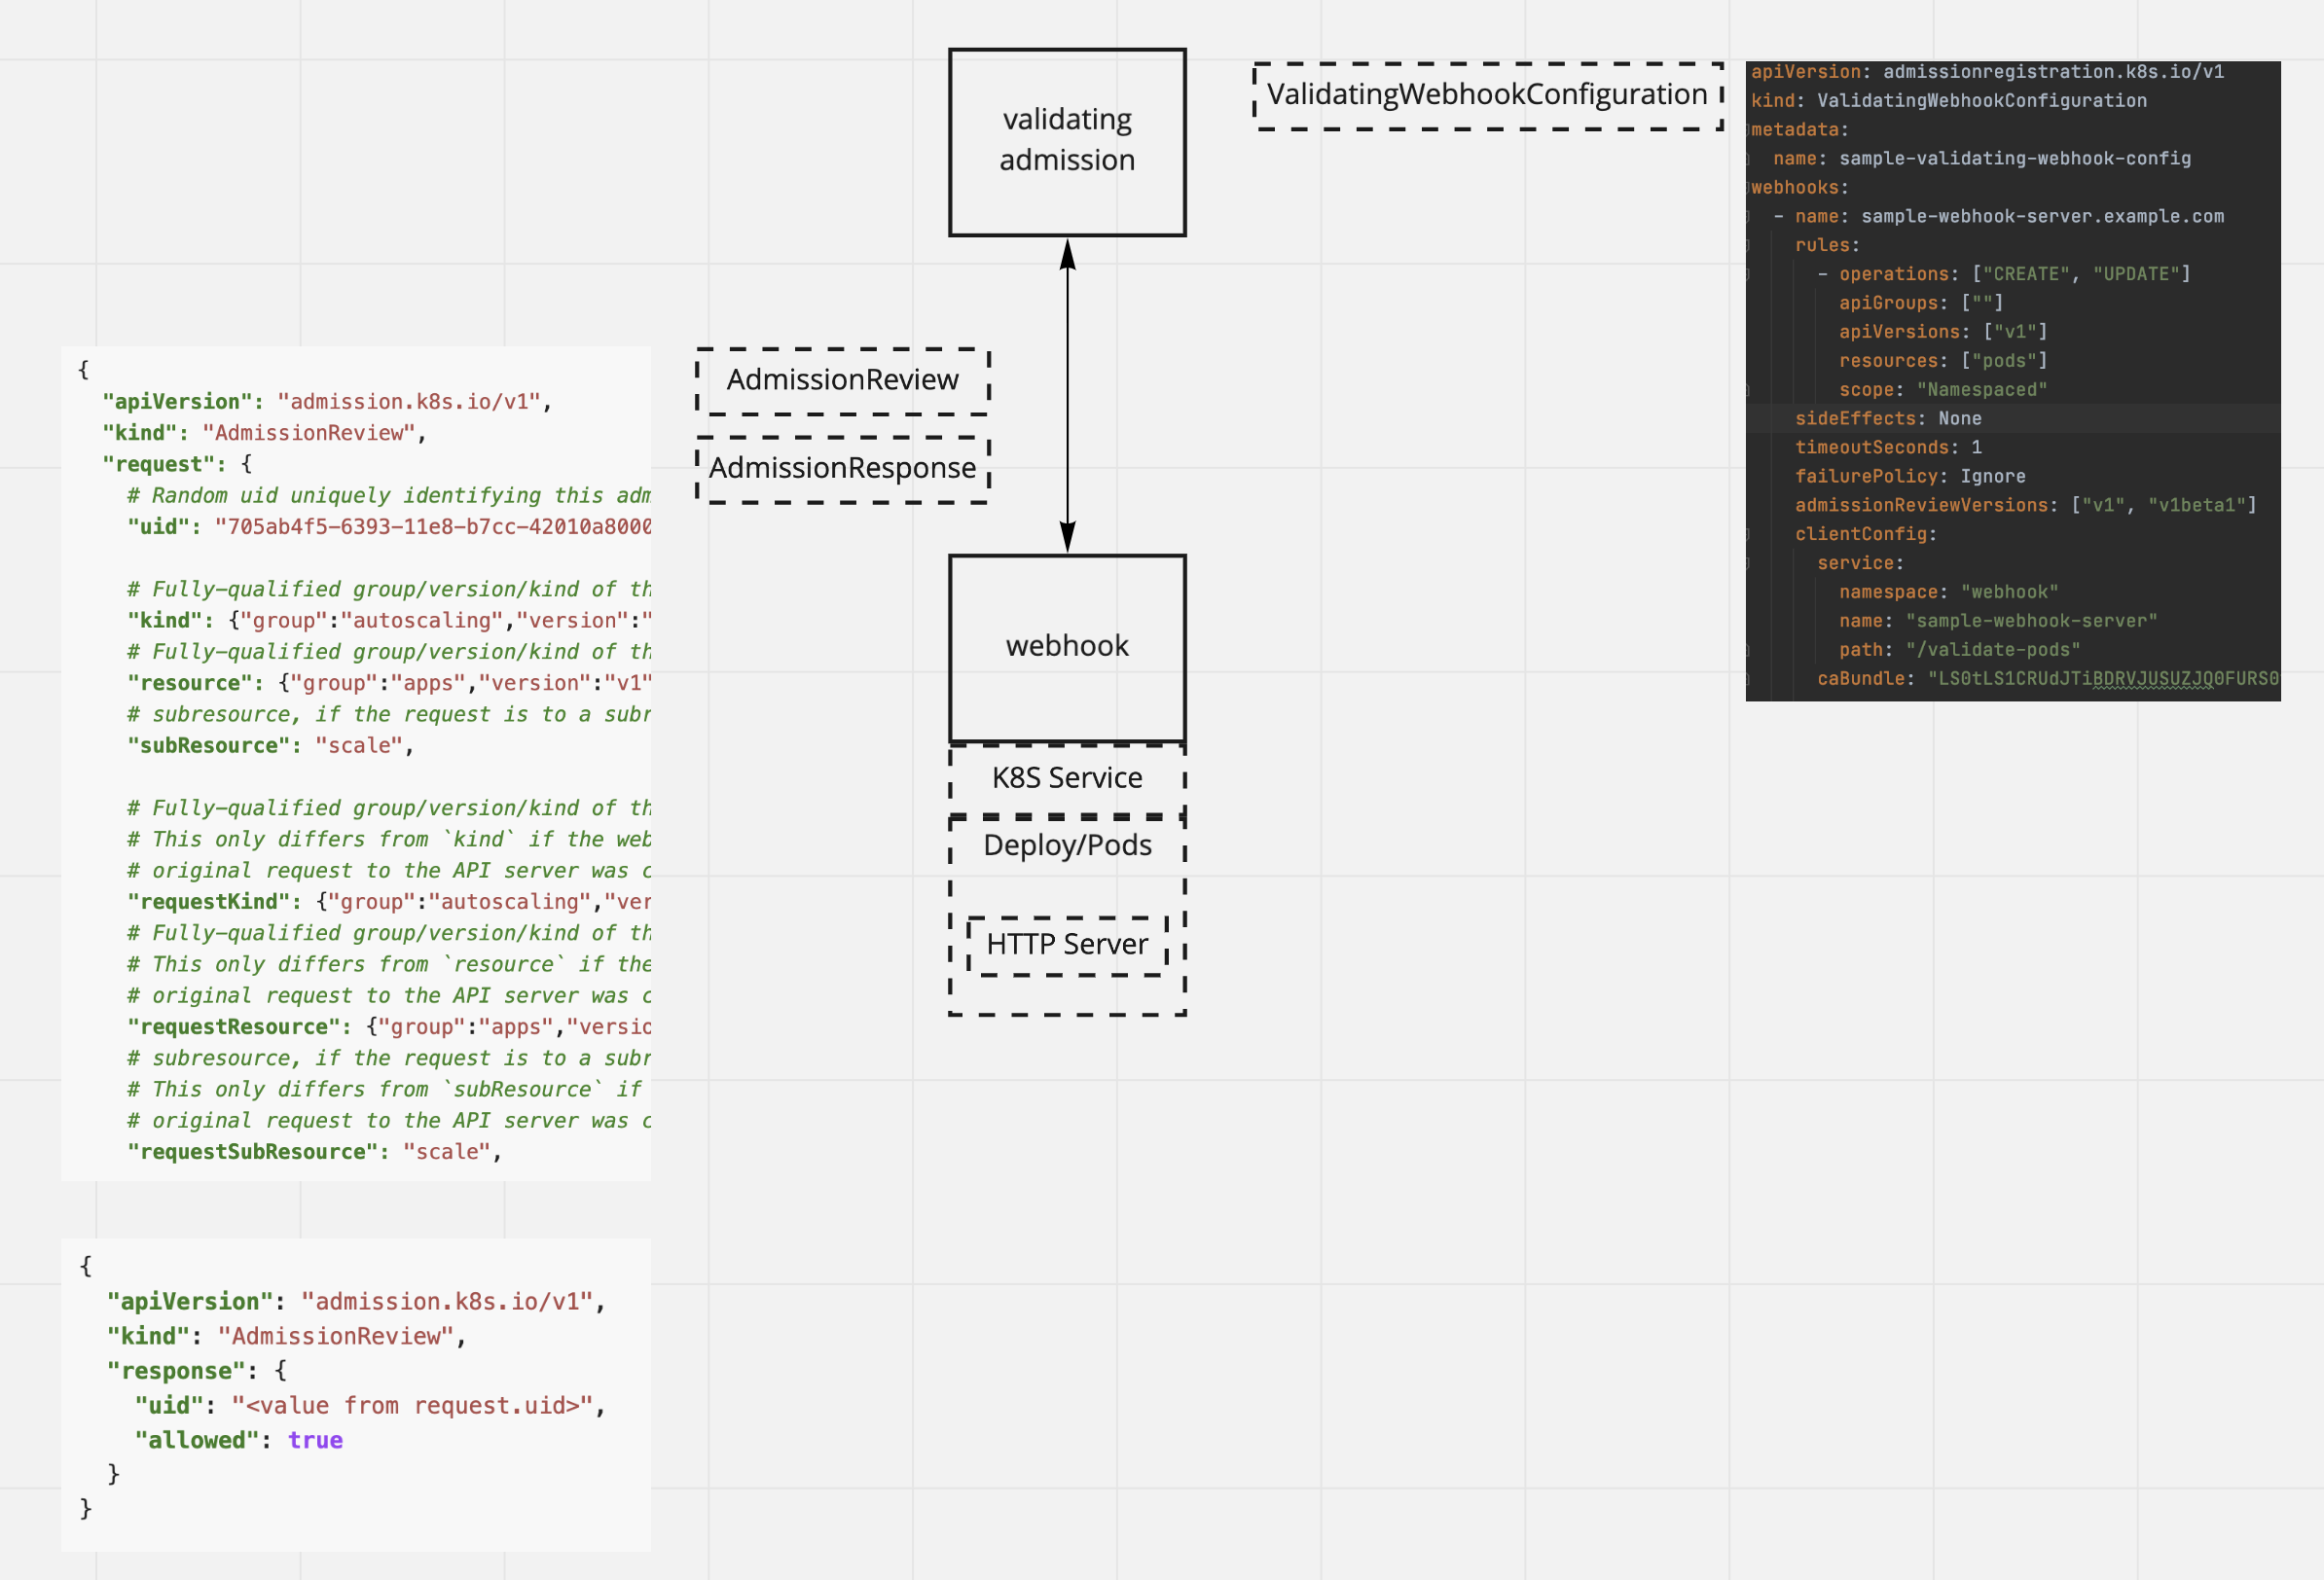 validating
admission
ValidatingWebhookConfiguration
apiVersion: admissionregistration.k8s.io/v1
kind: ValidatingWebhookConfiguration
metadata:
  name: sample-validating-webhook-config
webhooks:
  - name: sample-webhook-server.example.com
    rules:
      - operations: ["CREATE", "UPDATE"]
        apiGroups: [""]
        apiVersions: ["v1"]
        resources: ["pods"]
        scope: "Namespaced"
    sideEffects: None
    timeoutSeconds: 1
    failurePolicy: Ignore
    admissionReviewVersions: ["v1", "v1beta1"]
    clientConfig:
      service:
        namespace: "webhook"
        name: "sample-webhook-server"
        path: "/validate-pods"
      caBundle: "LS0tLS1CRUdJTiBDRVJUSUZJQ0FURS0
AdmissionReview
AdmissionResponse
webhook
K8S Service
Deploy/Pods
HTTP Server
{
  "apiVersion": "admission.k8s.io/v1",
  "kind": "AdmissionReview",
  "request": {
    # Random uid uniquely identifying this adm
    "uid": "705ab4f5-6393-11e8-b7cc-42010a8000
    # Fully-qualified group/version/kind of th
    "kind": {"group":"autoscaling","version":"
    # Fully-qualified group/version/kind of th
    "resource": {"group":"apps","version":"v1"
    # subresource, if the request is to a subr
    "subResource": "scale",
    # Fully-qualified group/version/kind of th
    # This only differs from `kind` if the web
    # original request to the API server was c
    "requestKind": {"group":"autoscaling","ver
    # Fully-qualified group/version/kind of th
    # This only differs from `resource` if the
    # original request to the API server was c
    "requestResource": {"group":"apps","versio
    # subresource, if the request is to a subr
    # This only differs from `subResource` if
    # original request to the API server was c
    "requestSubResource": "scale",
{
  "apiVersion": "admission.k8s.io/v1",
  "kind": "AdmissionReview",
  "response": {
    "uid": "<value from request.uid>",
    "allowed": true
  }
}